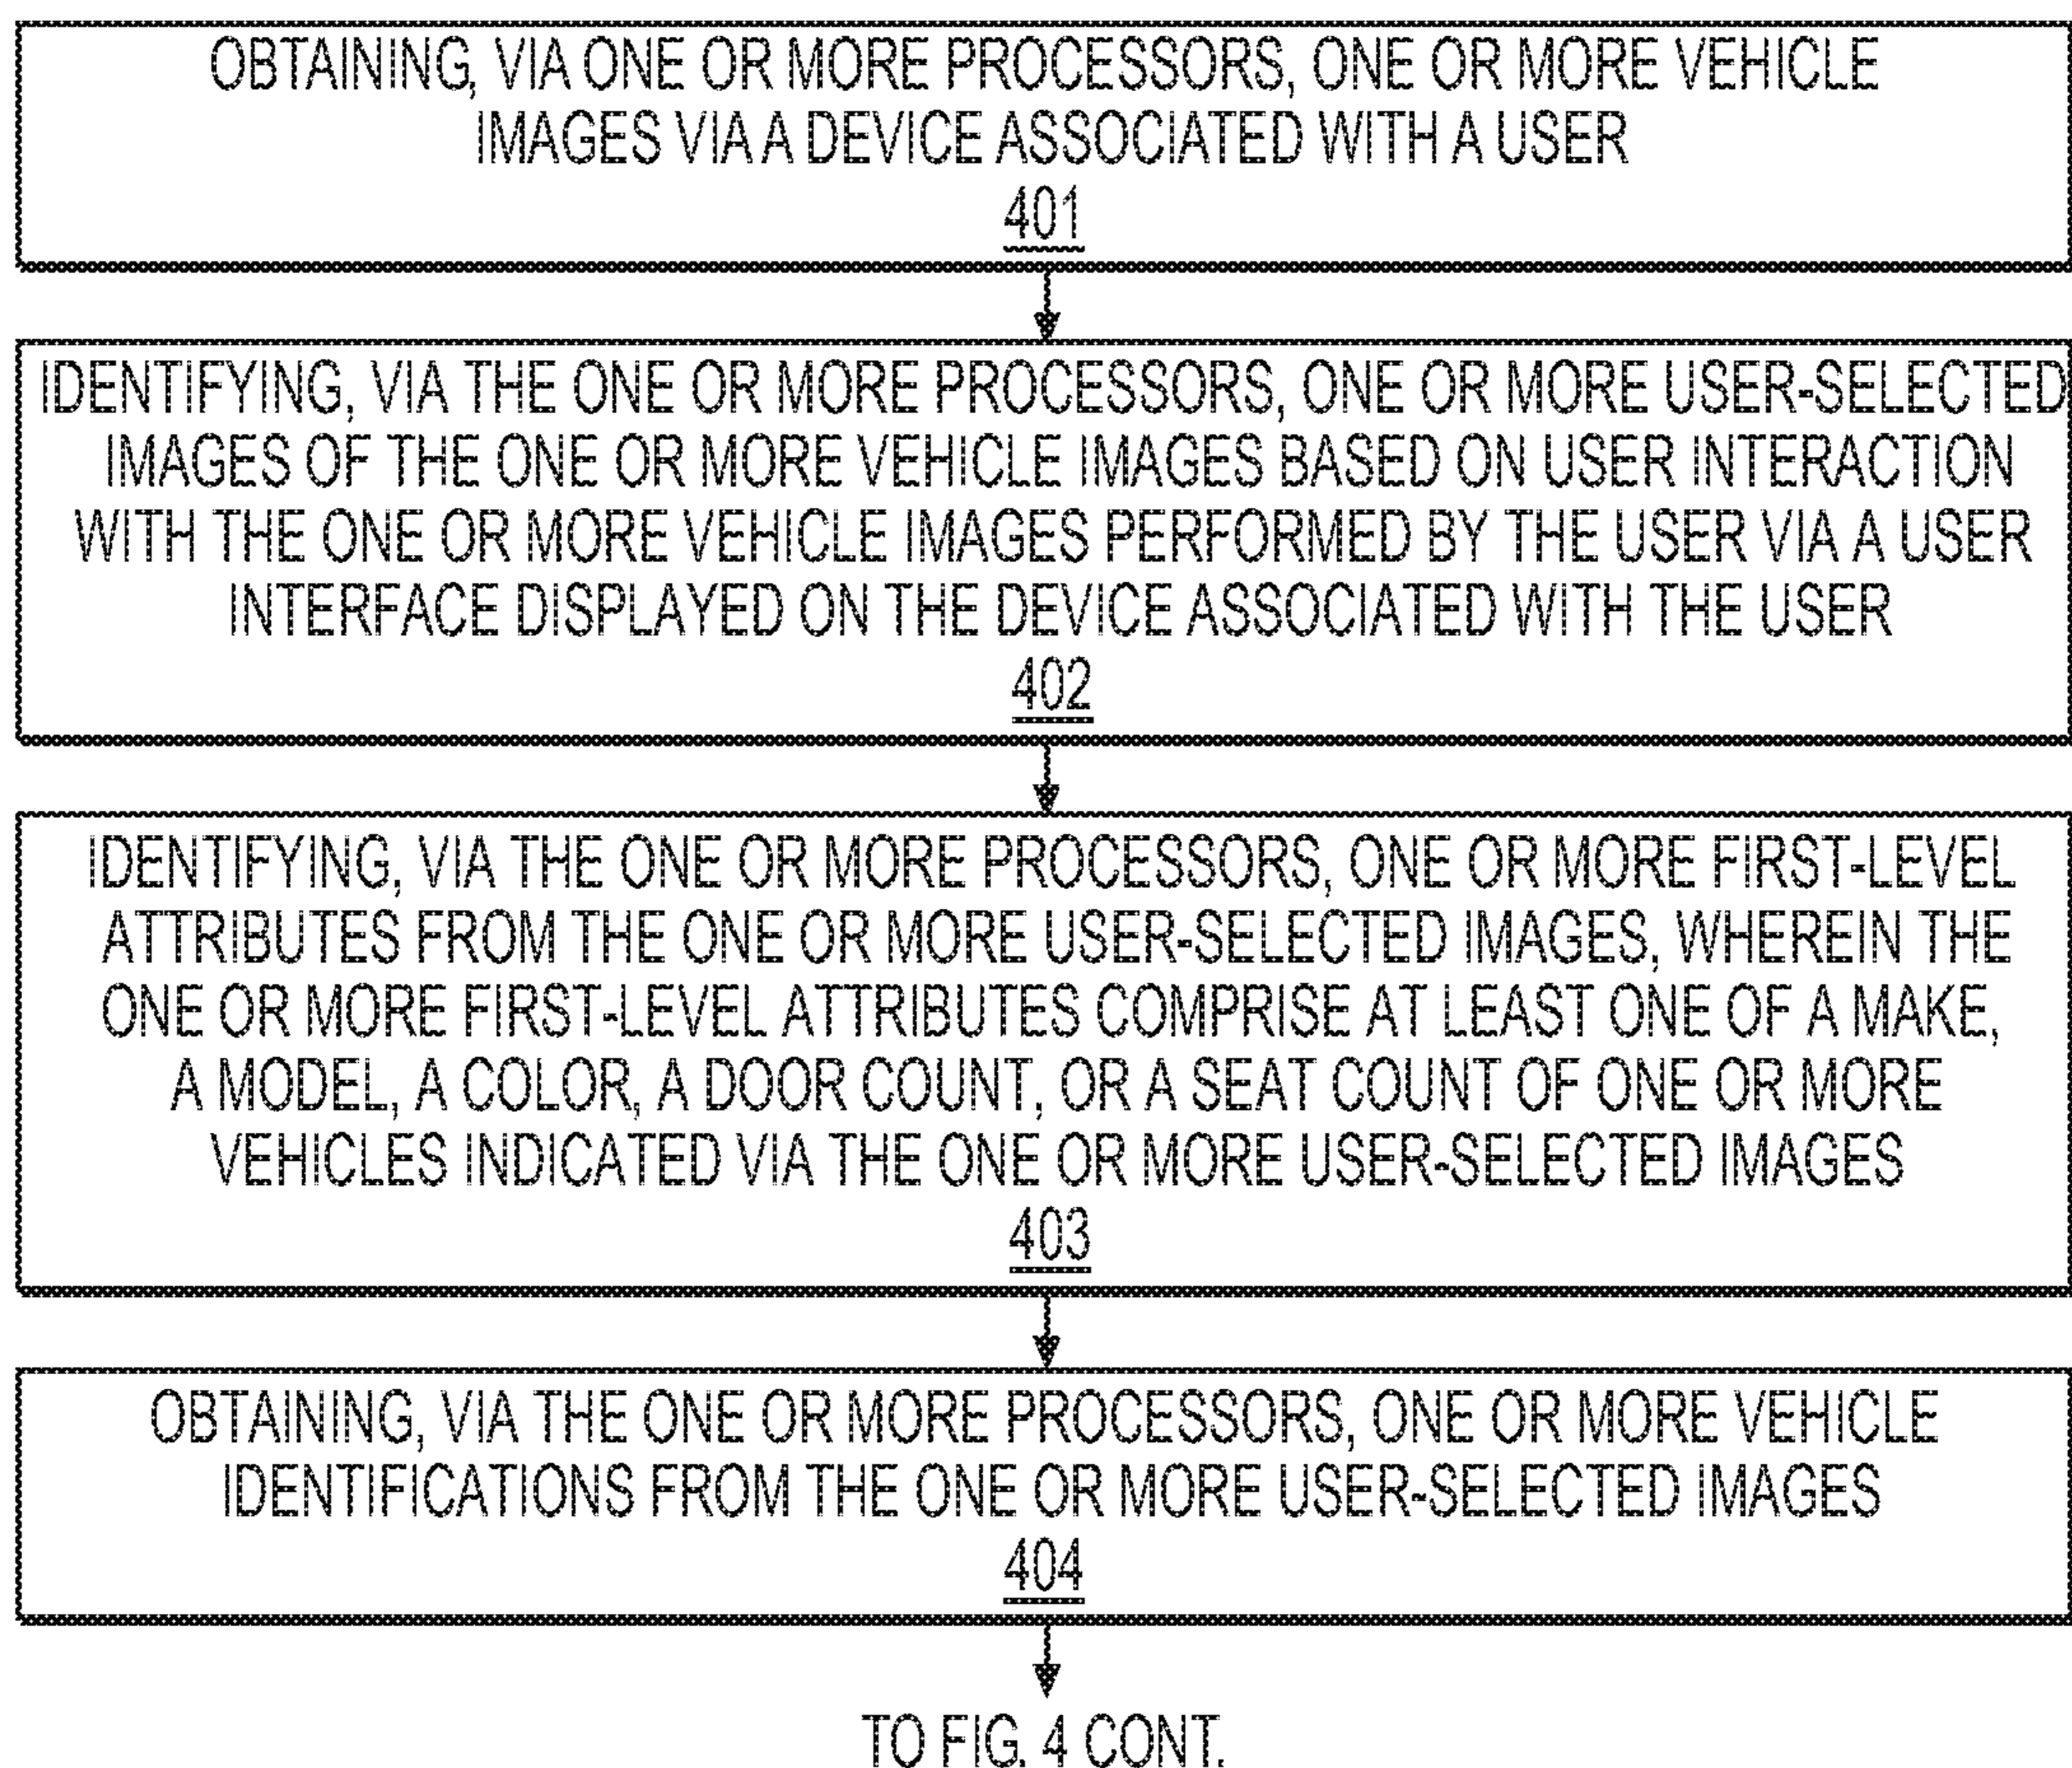 OBTAINING, VIA ONE OR MORE PROCESSORS, ONE OR MORE VEHICLE
IMAGES VIA A DEVICE ASSOCIATED WITH A USER
401
IDENTIFYING, VIA THE ONE OR MORE PROCESSORS, ONE OR MORE USER-SELECTED
IMAGES OF THE ONE OR MORE VEHICLE IMAGES BASED ON USER INTERACTION
WITH THE ONE OR MORE VEHICLE IMAGES PERFORMED BY THE USER VIA A USER
INTERFACE DISPLAYED ON THE DEVICE ASSOCIATED WITH THE USER
402
IDENTIFYING, VIA THE ONE OR MORE PROCESSORS, ONE OR MORE FIRST-LEVEL
ATTRIBUTES FROM THE ONE OR MORE USER-SELECTED IMAGES, WHEREIN THE
ONE OR MORE FIRST-LEVEL ATTRIBUTES COMPRISE AT LEAST ONE OF A MAKE,
A MODEL, A COLOR, A DOOR COUNT, OR A SEAT COUNT OF ONE OR MORE
VEHICLES INDICATED VIA THE ONE OR MORE USER-SELECTED IMAGES
403
OBTAINING, VIA THE ONE OR MORE PROCESSORS, ONE OR MORE VEHICLE
IDENTIFICATIONS FROM THE ONE OR MORE USER-SELECTED IMAGES
404
TO FIG. 4 CONT.